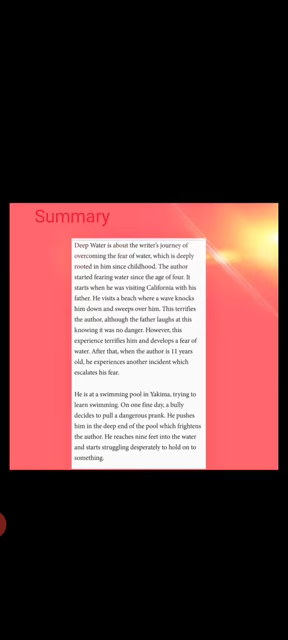 Summary
Deep Water is about the writer's journey of
overcoming the fear of water, which is deeply
rooted in him since childhood. The author
started fearing water since the age of four. It
starts when he was visiting California with his
father. He visits a beach where a wave knocks
him down and sweeps over him. This terrifies
the author, although the father laughs at this
knowing it was no danger. However, this
experience terrifies him and develops a fear of
water. After that, when the author is 11 years
old, he experiences another incident which
escalates his fear.
He is at a swimming pool in Yakima, trying to
learn swimming. On one fine day, a bully
decides to pull a dangerous prank. He pushes
him in the deep end of the pool which frightens
the author. He reaches nine feet into the water
and starts struggling desperately to hold on to
something.